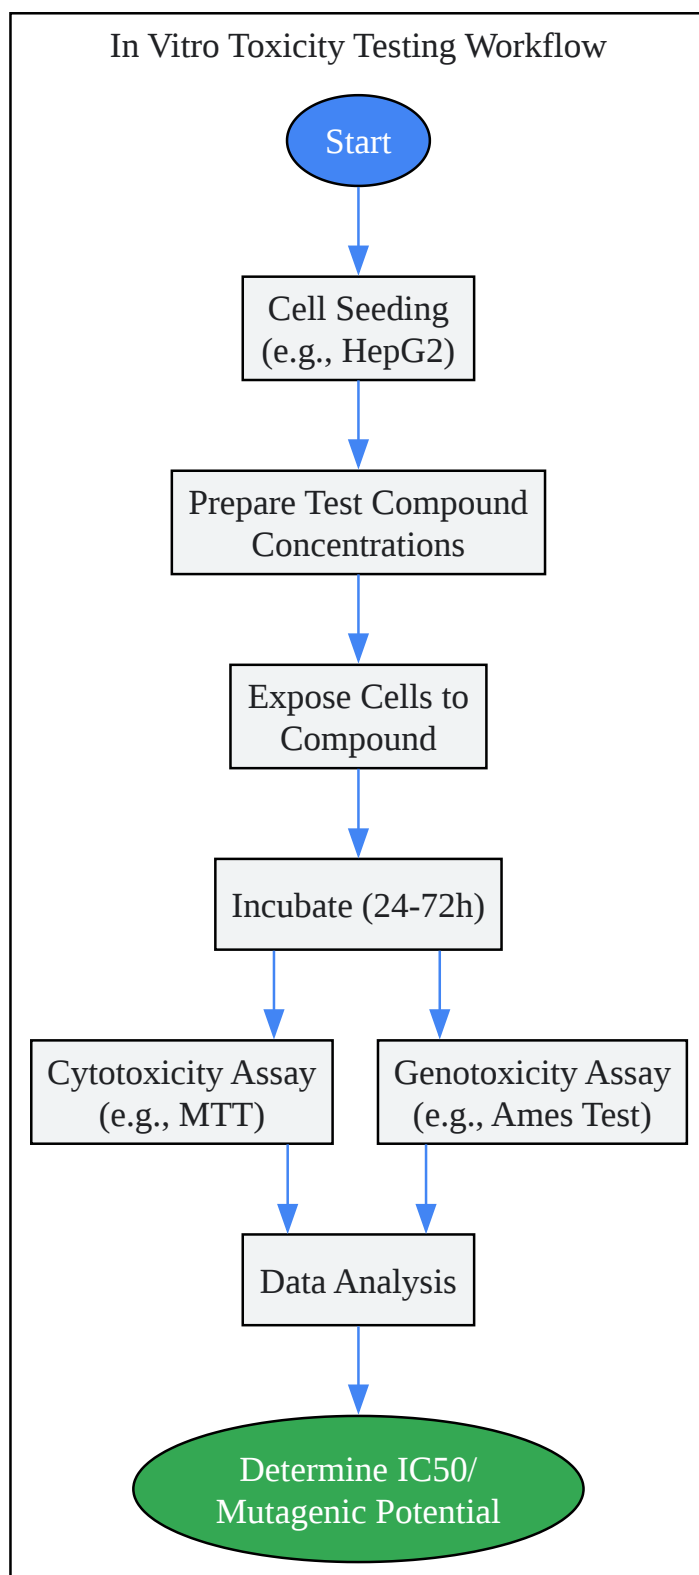 In Vitro Toxicity Testing Workflow
Start
Cell Seeding
(e.g., HepG2)
Prepare Test Compound
Concentrations
Expose Cells to
Compound
Incubate (24-72h)
Cytotoxicity Assay
(e.g., MTT)
Genotoxicity Assay
(e.g., Ames Test)
Data Analysis
Determine IC50/
Mutagenic Potential